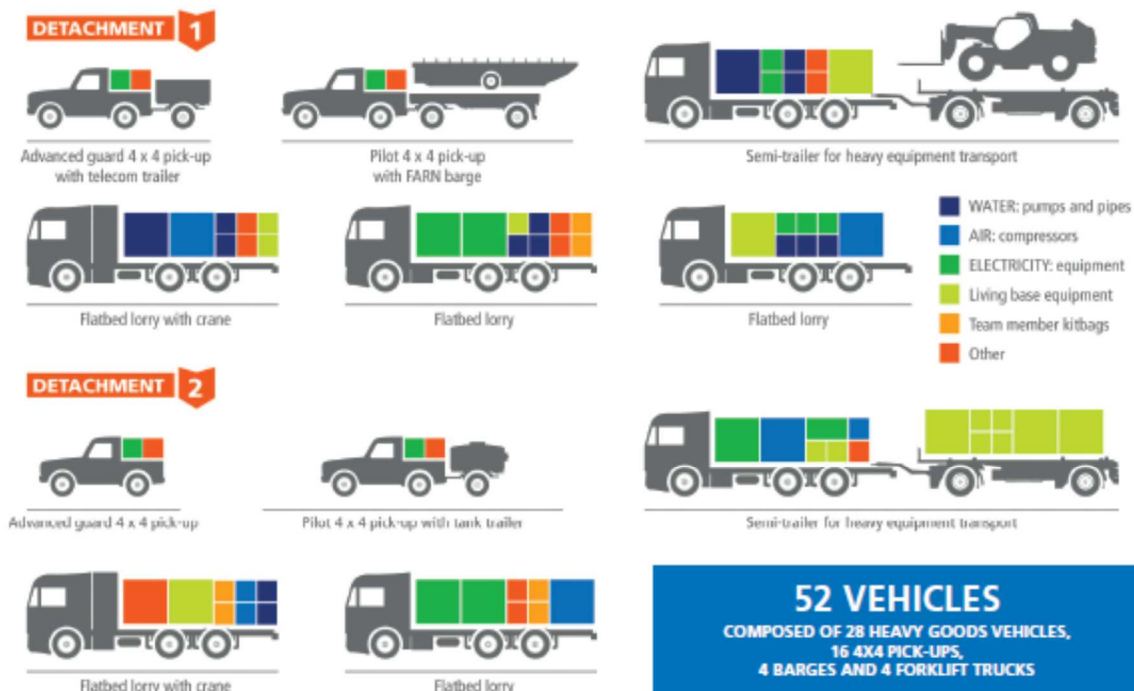 DETACHMENT 1
Advanced guard 4 x 4 pick-up
with telecom trailer
Pilot 4 x 4 pick-up
with FARN barge
Semi-trailer for heavy equipment transport
Flatbed lorry with crane
Flatbed lorry
Flatbed lorry
WATER: pumps and pipes
AIR: compressors
ELECTRICITY: equipment
Living base equipment
Team member kitbags
Other
DETACHMENT 2
Advanced guard 4 x 4 pick-up
Pilot 4 x 4 pick-up with tank trailer
Semi-trailer for heavy equipment transport
Flatbed lorry with crane
Flatbed lorry
52 VEHICLES
COMPOSED OF 28 HEAVY GOODS VEHICLES,
16 4X4 PICK-UPS,
4 BARGES AND 4 FORKLIFT TRUCKS